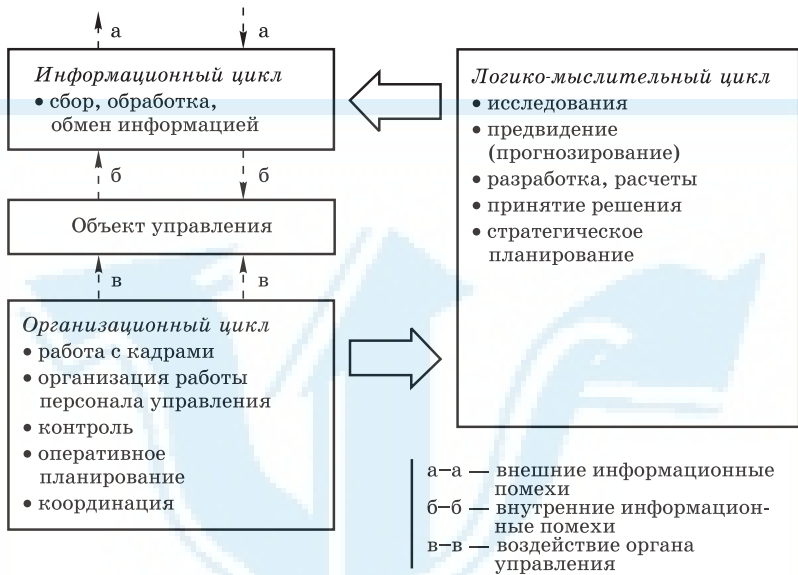 а
а
Информационный цикл
• сбор, обработка,
обмен информацией
б
б
Объект управления
в
в
Организационный цикл
• работа с кадрами
• организация работы
персонала управления
• контроль
• оперативное
планирование
• координация
Логико-мыслительный цикл
• исследования
• предвидение
(прогнозирование)
• разработка, расчеты
• принятие решения
• стратегическое
планирование
а–а — внешние информационные
помехи
б–б — внутренние информацион-
ные помехи
в–в — воздействие органа
управления